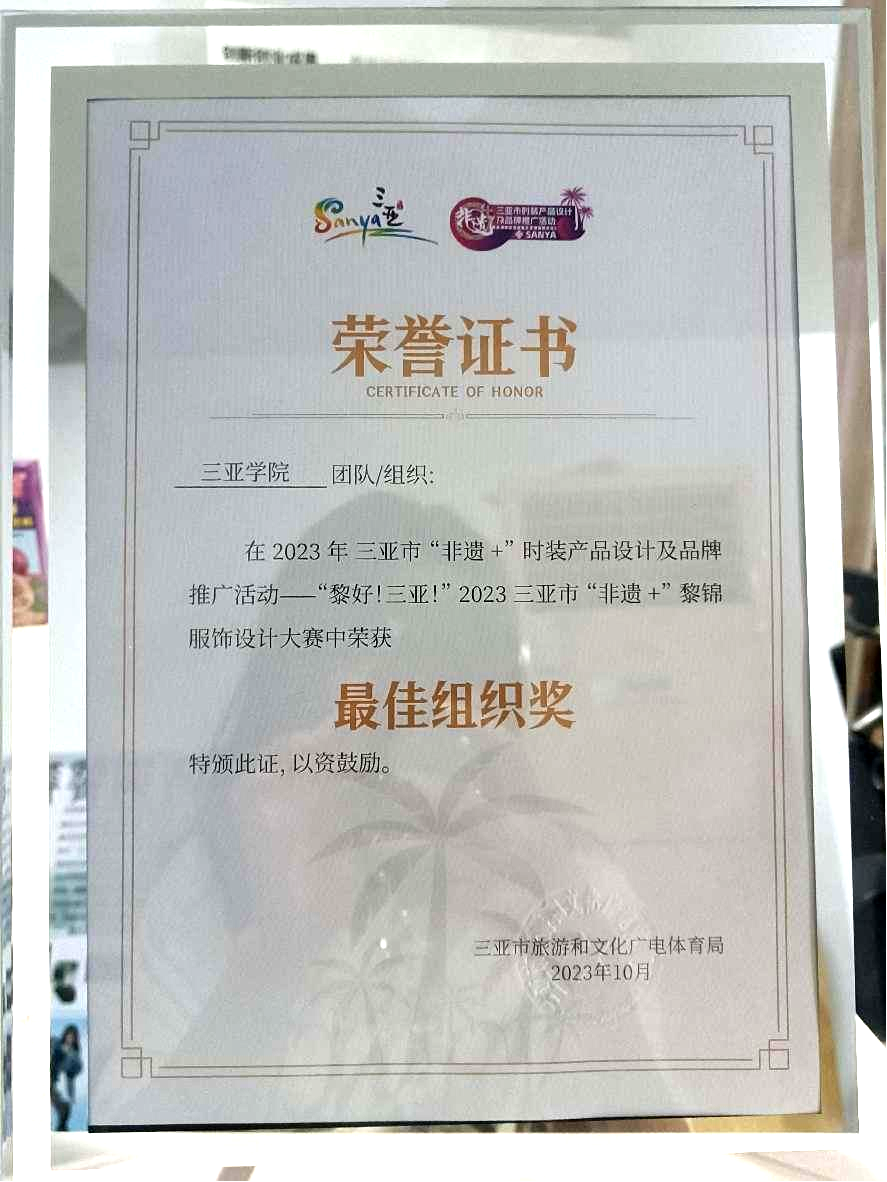 三亚
Sanya
非遗
三亚市时装产品设计
及品牌推广活动
SANYA
荣誉证书
CERTIFICATE OF HONOR
三亚学院 团队/组织:
在 2023 年 三亚市 “非遗 +” 时装产品设计及品牌
推广活动——“黎好! 三亚!” 2023 三亚市 “非遗 +” 黎锦
服饰设计大赛中荣获
最佳组织奖
特颁此证, 以资鼓励。
三亚市旅游和文化广电体育局
2023年10月